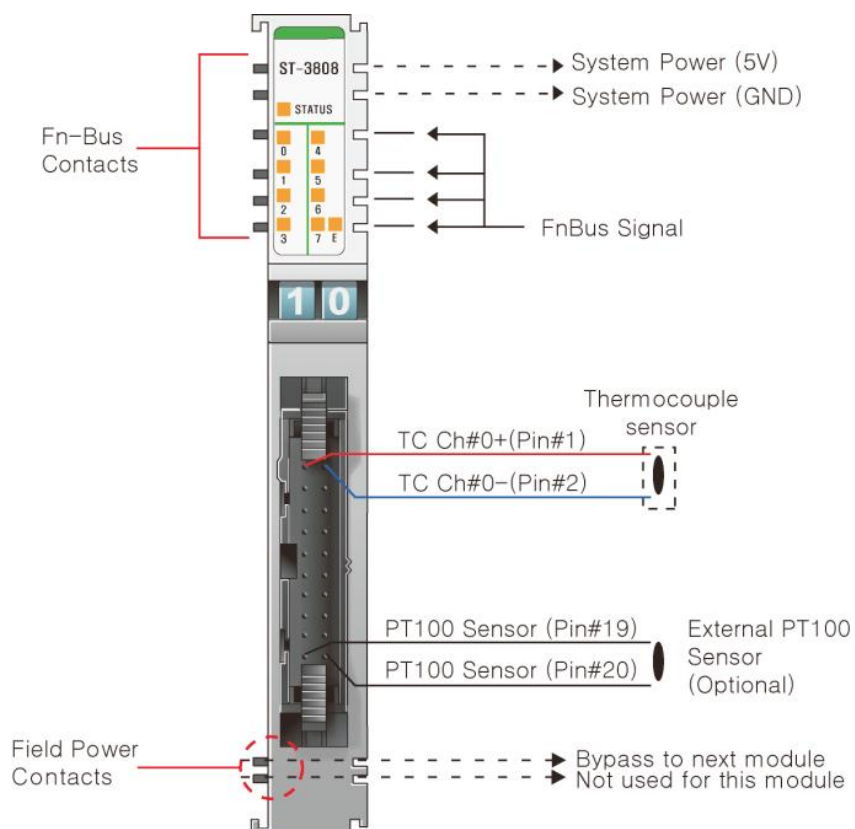 ST-3808
STATUS
0 4
1 5
2 6
3 7 E
Fn-Bus
Contacts
System Power (5V)
System Power (GND)
FnBus Signal
1 0
Thermocouple
sensor
TC Ch#0+(Pin#1)
TC Ch#0-(Pin#2)
PT100 Sensor (Pin#19)
PT100 Sensor (Pin#20)
External PT100
Sensor
(Optional)
Field Power
Contacts
Bypass to next module
Not used for this module